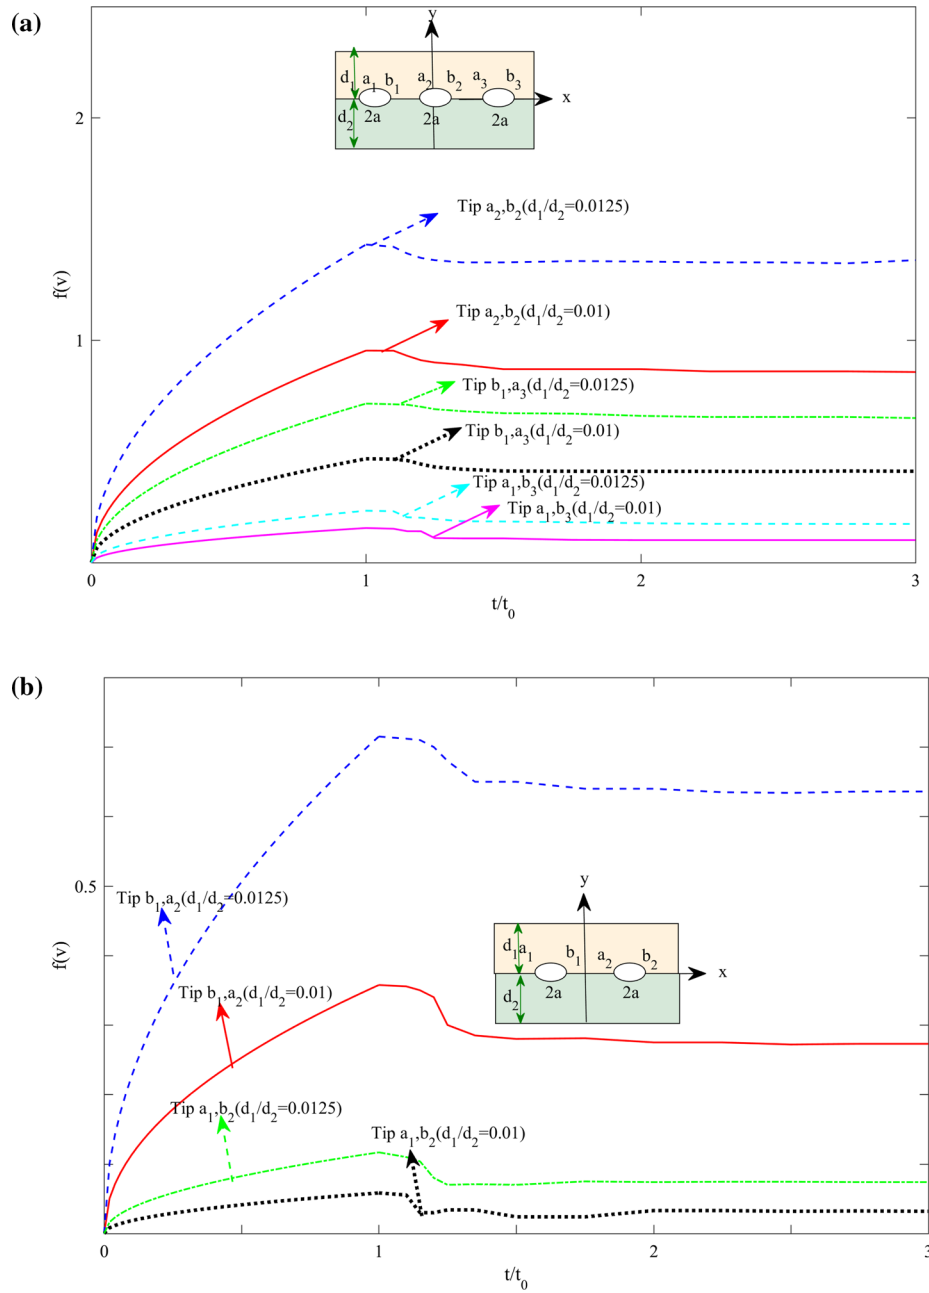 (a)
y
d₁
a₁ b₁ a₂ b₂ a₃ b₃
x
d₂
2a 2a 2a
2
Tip a₂,b₂(d₁/d₂=0.0125)
f(v)
Tip a₂,b₂(d₁/d₂=0.01)
1
Tip b₁,a₃(d₁/d₂=0.0125)
Tip b₁,a₃(d₁/d₂=0.01)
Tip a₁,b₃(d₁/d₂=0.0125)
Tip a₁,b₃(d₁/d₂=0.01)
0 1 2 3
t/t₀
(b)
y
0.5
Tip b₁,a₂(d₁/d₂=0.0125)
f(v)
d₁ a₁ b₁ a₂ b₂
x
d₂ 2a 2a
Tip b₁,a₂(d₁/d₂=0.01)
Tip a₁,b₂(d₁/d₂=0.0125)
Tip a₁,b₂(d₁/d₂=0.01)
0 1 2 3
t/t₀